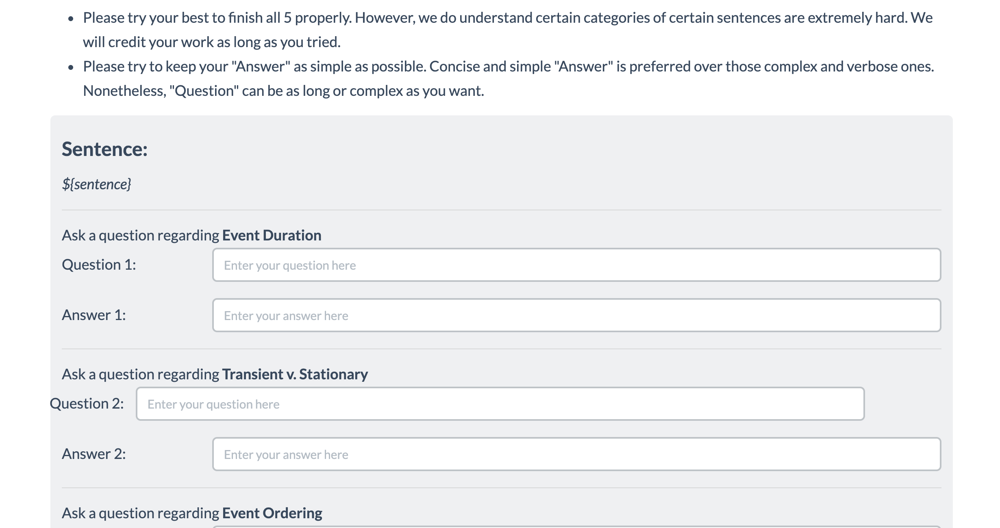 Please try your best to finish all 5 properly. However, we do understand certain categories of certain sentences are extremely hard. We
will credit your work as long as you tried.
Please try to keep your "Answer" as simple as possible. Concise and simple "Answer" is preferred over those complex and verbose ones.
Nonetheless, "Question" can be as long or complex as you want.
Sentence:
${sentence}
Ask a question regarding Event Duration
Question 1: Enter your question here
Answer 1: Enter your answer here
Ask a question regarding Transient v. Stationary
Question 2: Enter your question here
Answer 2: Enter your answer here
Ask a question regarding Event Ordering